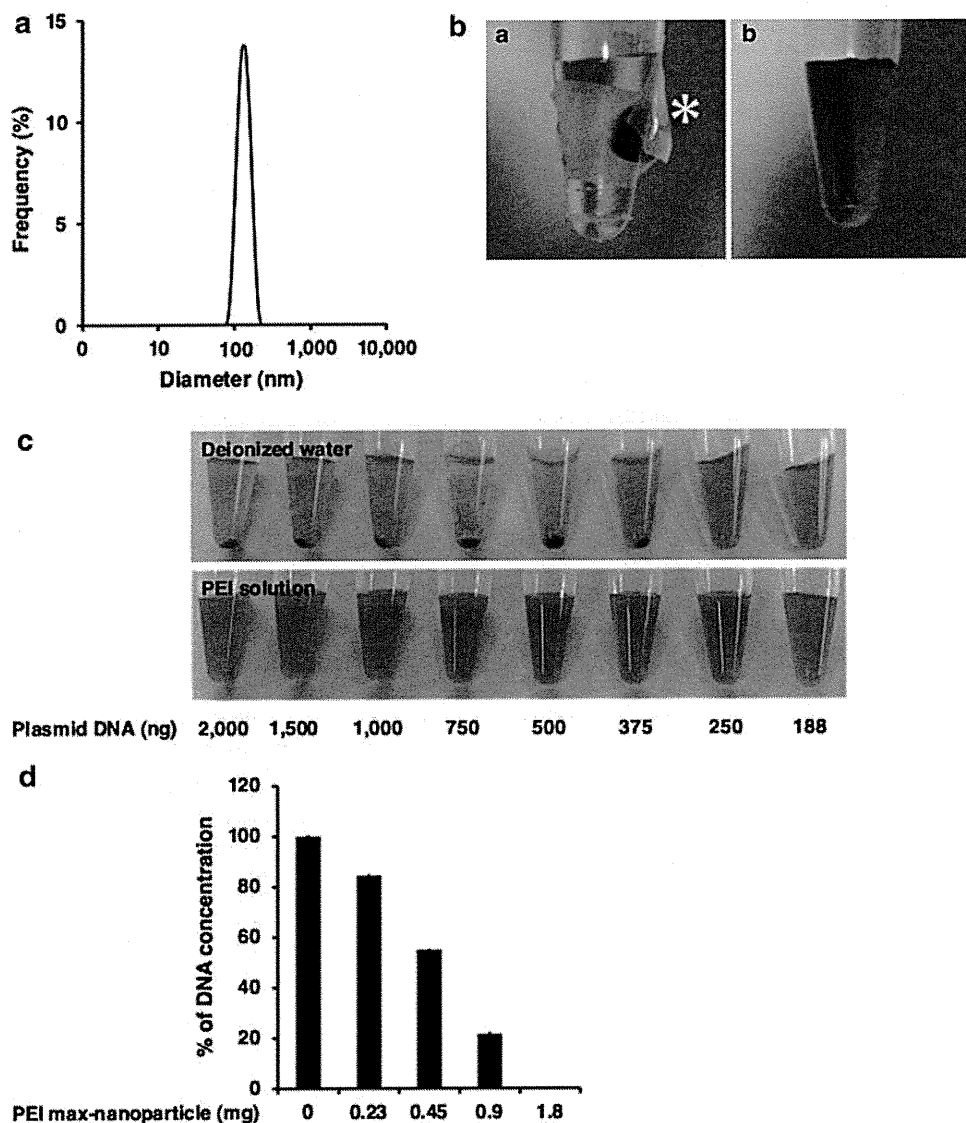 a
Frequency (%)
15
10
5
0
0 10 100 1,000 10,000
Diameter (nm)
b
a
*
b
c
Deionized water
PEI solution
Plasmid DNA (ng) 2,000 1,500 1,000 750 500 375 250 188
d
% of DNA concentration
120
100
80
60
40
20
0
PEI max-nanoparticle (mg) 0 0.23 0.45 0.9 1.8